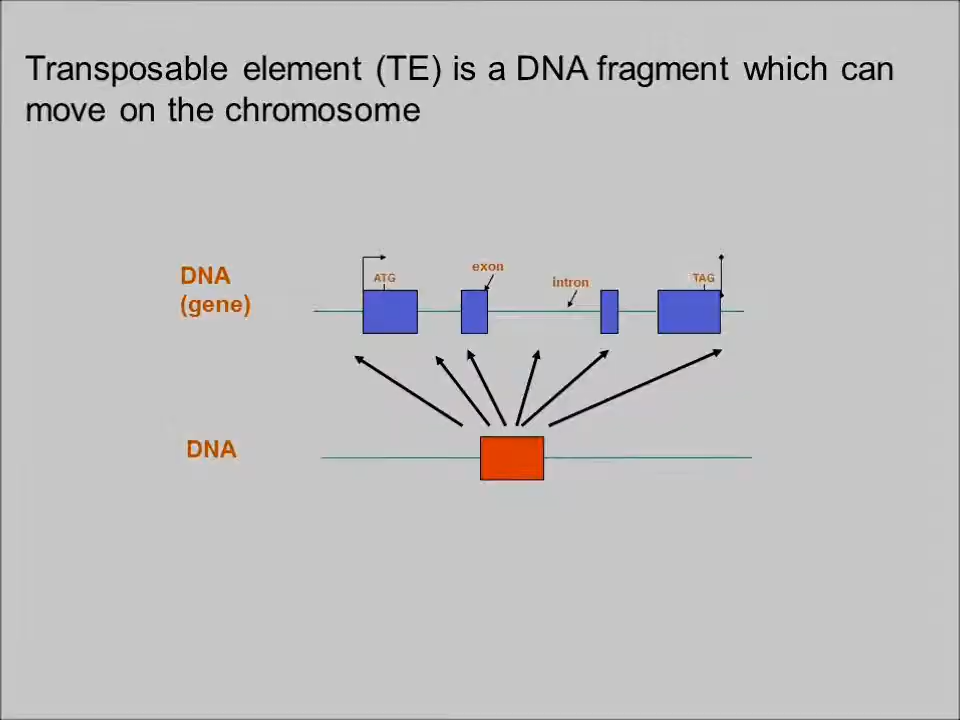 Transposable element (TE) is a DNA fragment which can
move on the chromosome
DNA
(gene)
ATG
exon
intron
TAG
DNA